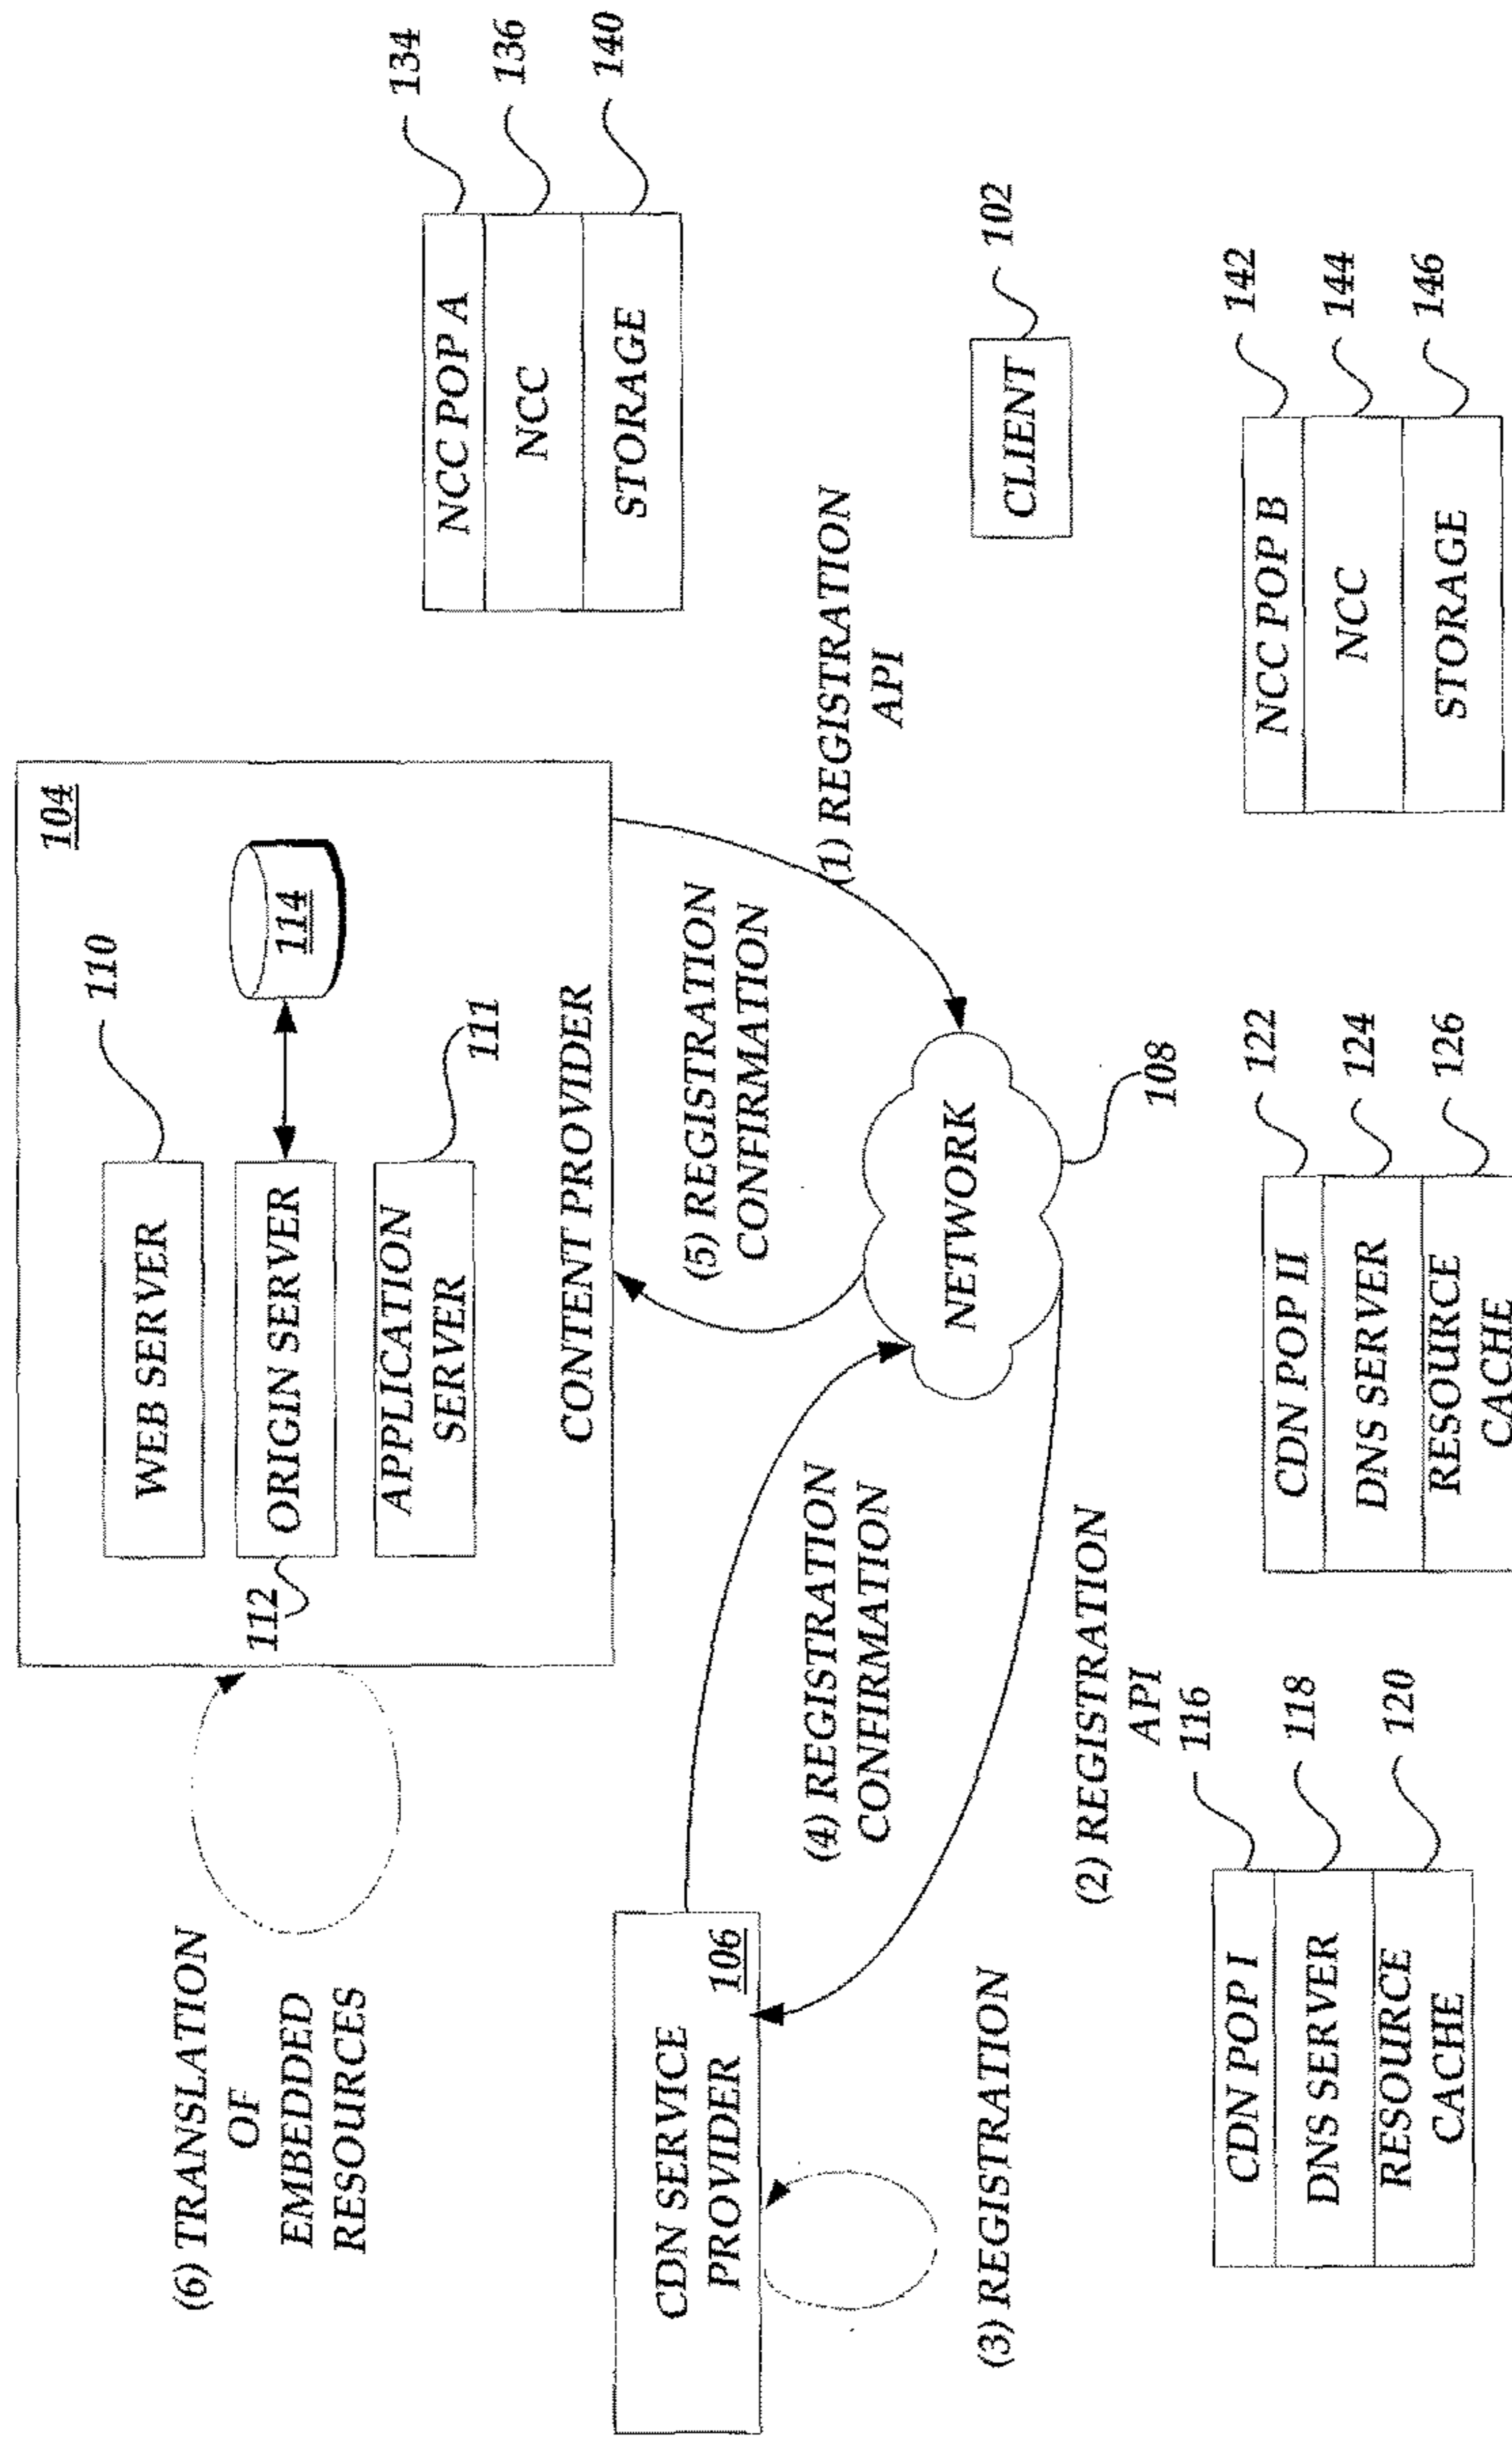 (6) TRANSLATION
OF
EMBEDDED
RESOURCES
104
WEB SERVER
110
112
ORIGIN SERVER
114
APPLICATION
SERVER
111
CONTENT PROVIDER
NCC POP A
134
NCC
136
STORAGE
140
CDN SERVICE
PROVIDER
106
(3) REGISTRATION
(4) REGISTRATION
CONFIRMATION
(5) REGISTRATION
CONFIRMATION
(1) REGISTRATION
API
NETWORK
108
(2) REGISTRATION
API
CLIENT
102
CDN POP I
116
DNS SERVER
118
RESOURCE
CACHE
120
CDN POP II
122
DNS SERVER
124
RESOURCE
CACHE
126
NCC POP B
142
NCC
144
STORAGE
146